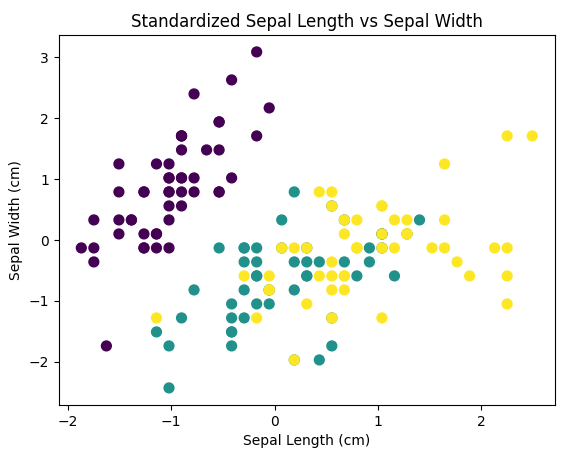 Standardized Sepal Length vs Sepal Width
3
2
1
0
−1
−2
Sepal Width (cm)
−2 −1 0 1 2
Sepal Length (cm)